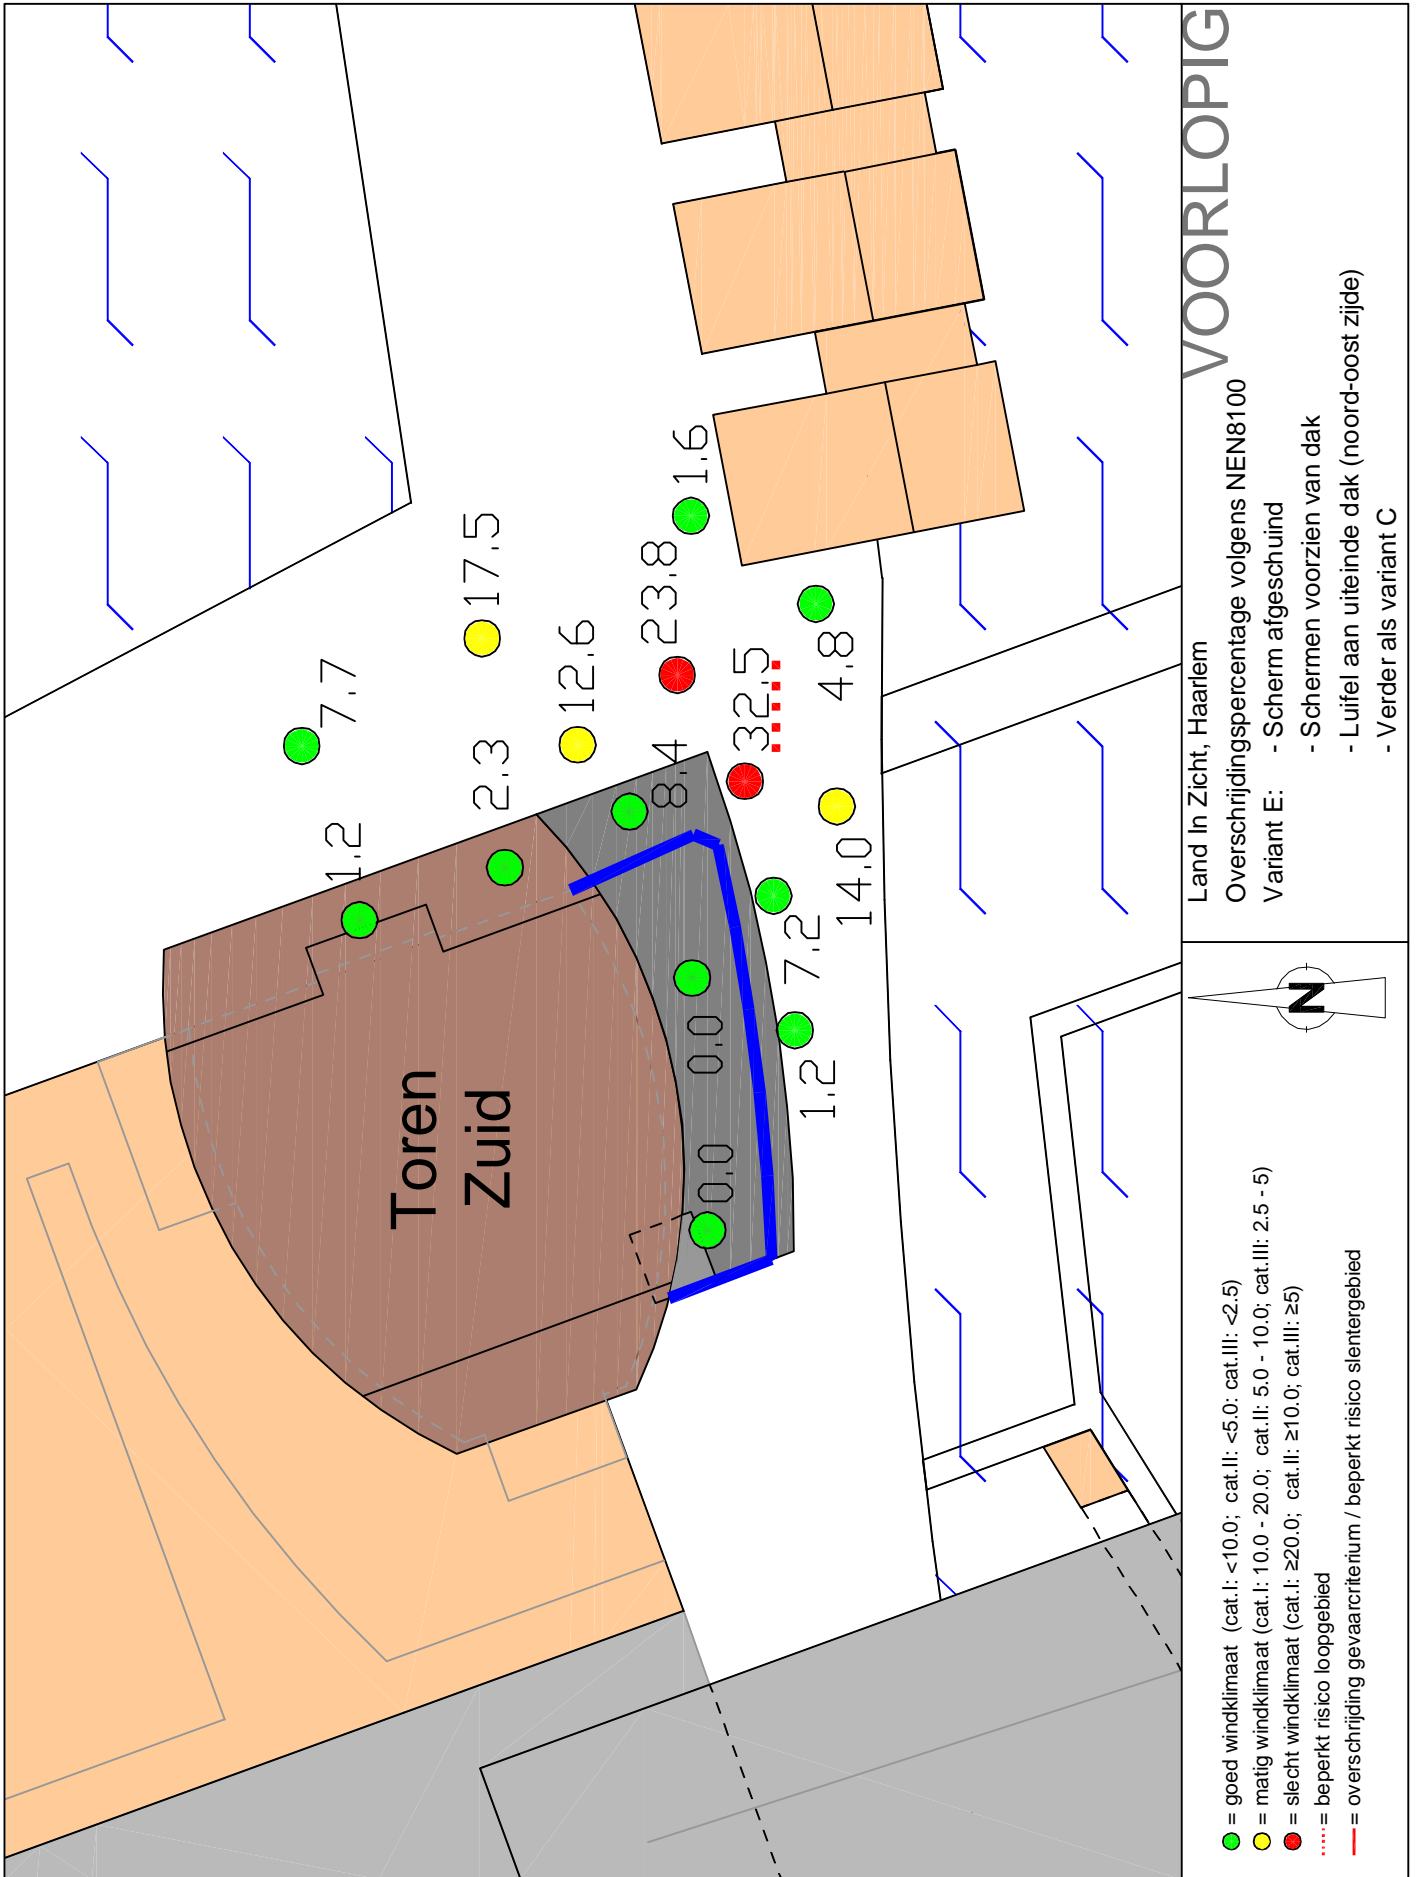 7.7
17.5
1.2
2.3
12.6
23.8
1.6
8.4
32.5
4.8
14.0
7.2
0.0
1.2
0.0
Toren
Zuid
VOORLOPIG
Land In Zicht, Haarlem
Overschrijdingspercentage volgens NEN8100
Variant E: - Scherm afgeschuind
- Schermen voorzien van dak
- Luifel aan uiteinde dak (noord-oost zijde)
- Verder als variant C
N
= goed windklimaat (cat.I: <10.0; cat.II: <5.0: cat.III: <2.5)
= matig windklimaat (cat.I: 10.0 - 20.0; cat.II: 5.0 - 10.0; cat.III: 2.5 - 5)
= slecht windklimaat (cat.I: ≥20.0; cat.II: ≥10.0; cat.III: ≥5)
= beperkt risico loopgebied
= overschrijding gevaarcriterium / beperkt risico slentergebied